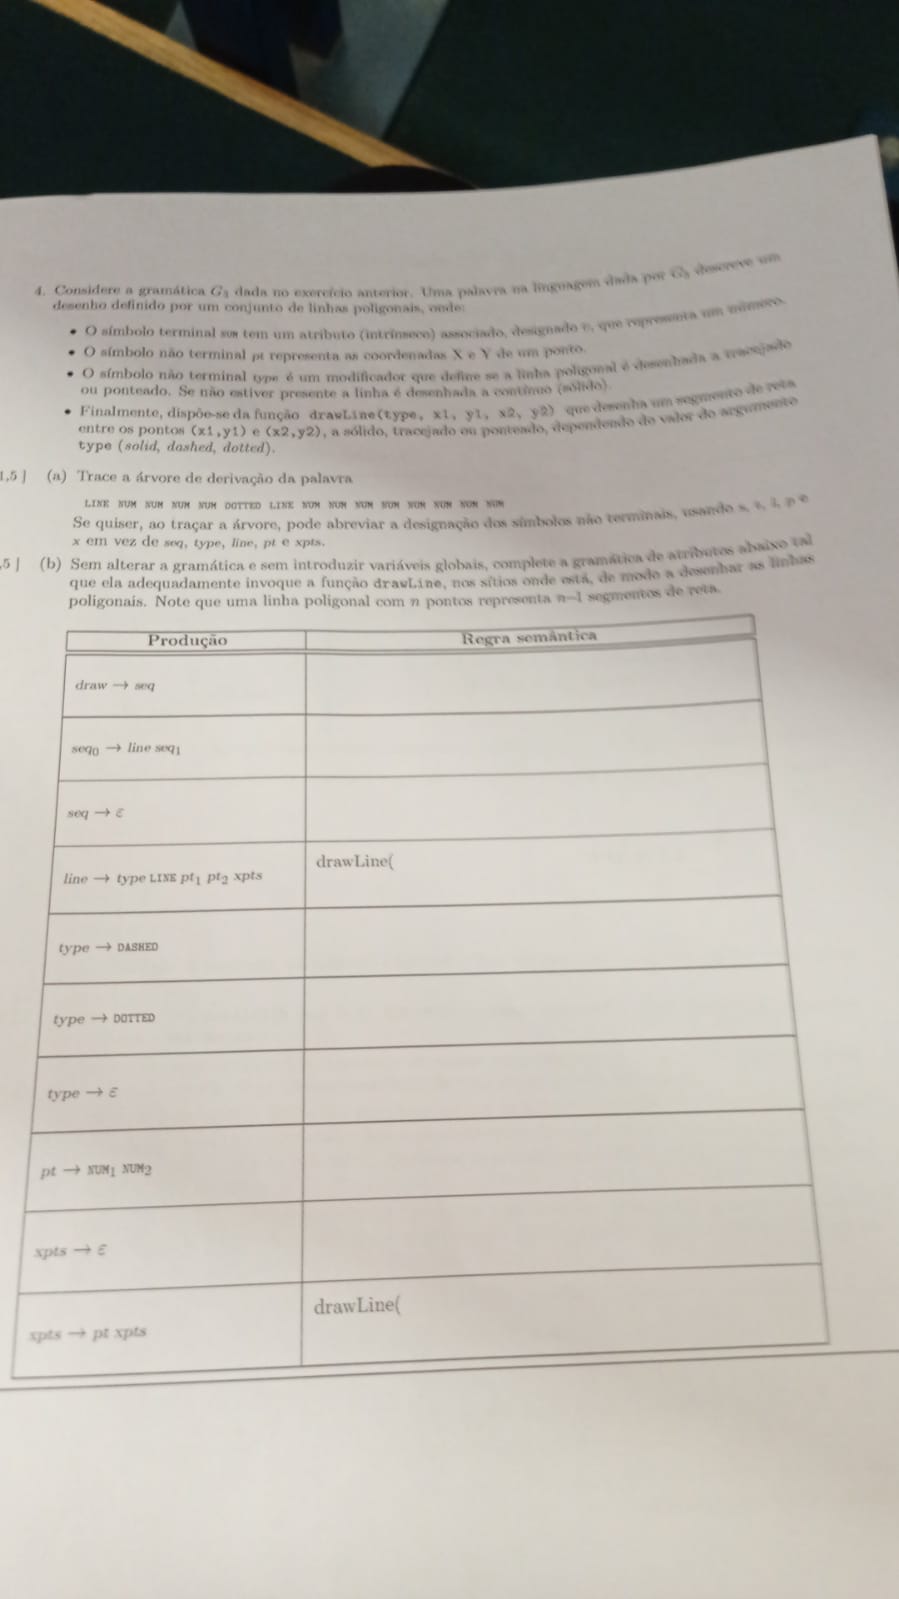 4. Considere a gramática G3 dada no exercício anterior. Uma palavra na linguagem dada por G3 descreve um
desenho definido por um conjunto de linhas poligonais, onde:
• O símbolo terminal NUM tem um atributo (intrínseco) associado, designado v, que representa um número.
• O símbolo não terminal pt representa as coordenadas X e Y de um ponto.
• O símbolo não terminal type é um modificador que define se a linha poligonal é desenhada a tracejado
ou ponteado. Se não estiver presente a linha é desenhada a contínuo (sólido).
• Finalmente, dispõe-se da função drawLine(type, x1, y1, x2, y2) que desenha um segmento de reta
entre os pontos (x1,y1) e (x2,y2), a sólido, tracejado ou ponteado, dependendo do valor do argumento
type (solid, dashed, dotted).
1,5 ] (a) Trace a árvore de derivação da palavra
LINE NUM NUM NUM NUM DOTTED LINE NUM NUM NUM NUM NUM NUM NUM NUM
Se quiser, ao traçar a árvore, pode abreviar a designação dos símbolos não terminais, usando s, t, l, p e
x em vez de seq, type, line, pt e xpts.
,5 ] (b) Sem alterar a gramática e sem introduzir variáveis globais, complete a gramática de atributos abaixo tal
que ela adequadamente invoque a função drawLine, nos sítios onde está, de modo a desenhar as linhas
poligonais. Note que uma linha poligonal com n pontos representa n−1 segmentos de reta.
Produção Regra semântica
draw → seq
seq0 → line seq1
seq → ε
line → type LINE pt1 pt2 xpts drawLine(
type → DASHED
type → DOTTED
type → ε
pt → NUM1 NUM2
xpts → ε
xpts → pt xpts drawLine(